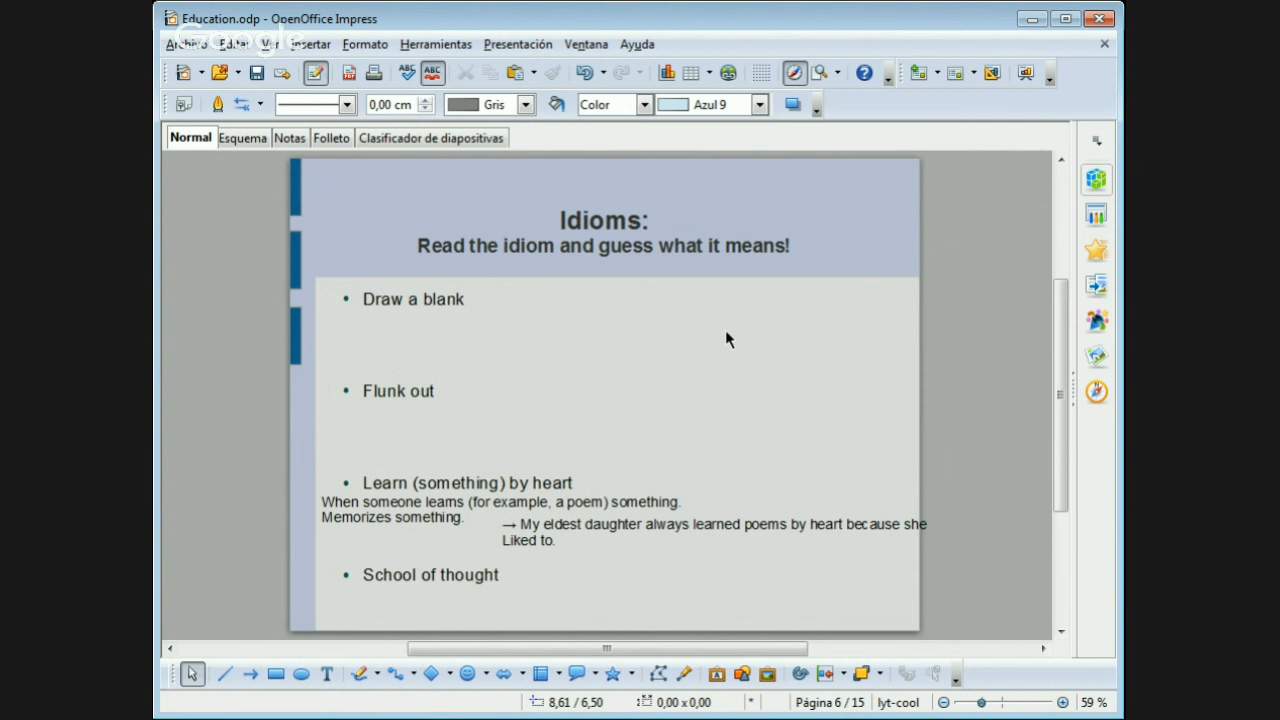 Education.odp - OpenOffice Impress
Google
Archivo Editar Ver Insertar Formato Herramientas Presentación Ventana Ayuda
0,00 cm Gris Color Azul 9
Normal Esquema Notas Folleto Clasificador de diapositivas
Idioms:
Read the idiom and guess what it means!
• Draw a blank
• Flunk out
• Learn (something) by heart
When someone learns (for example, a poem) something.
Memorizes something.
→ My eldest daughter always learned poems by heart because she
Liked to.
• School of thought
8,61 / 6,50 0,00 x 0,00 * Página 6 / 15 lyt-cool 59 %